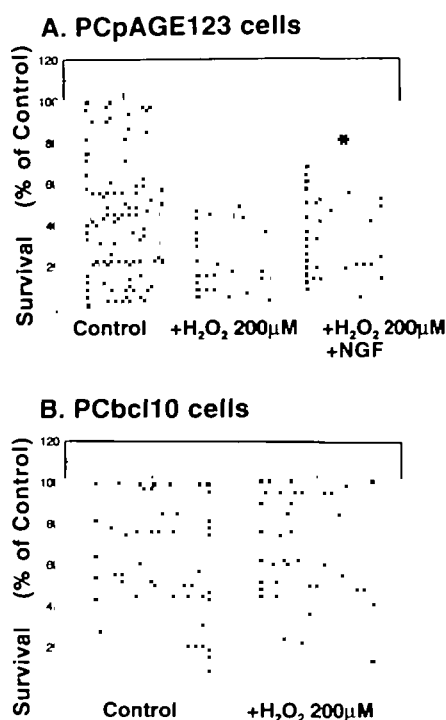 A. PCpAGE123 cells
Survival (% of Control)
120
Control
+H₂O₂ 200µM
+H₂O₂ 200µM
+NGF
*
B. PCbcl10 cells
Survival (% of Control)
120
Control
+H₂O₂ 200µM